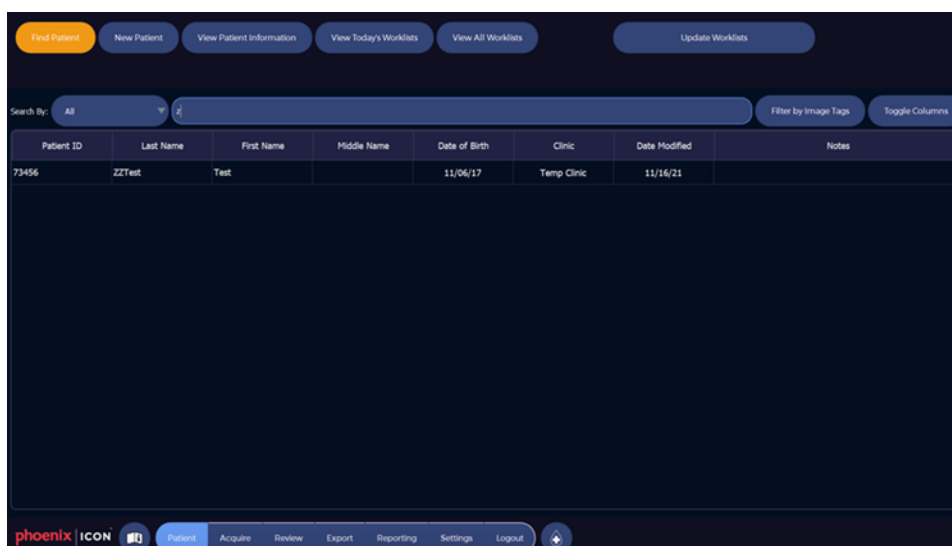 Find Patient New Patient View Patient Information View Today's Worklists View All Worklists Update Worklists
Search By: All z Filter by Image Tags Toggle Columns
Patient ID Last Name First Name Middle Name Date of Birth Clinic Date Modified Notes
73456 ZZTest Test 11/06/17 Temp Clinic 11/16/21
phoenix ICON Patient Acquire Review Export Reporting Settings Logout